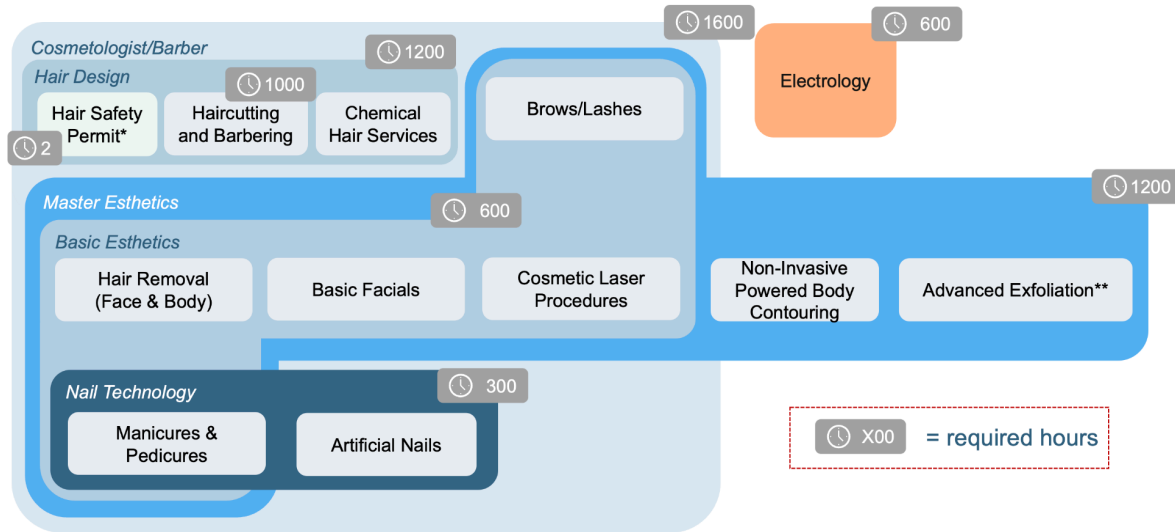 1600
600
Cosmetologist/Barber
1200
Hair Design
1000
Hair Safety
Permit*
Haircutting
and Barbering
Chemical
Hair Services
Brows/Lashes
Electrology
2
1200
Master Esthetics
600
Basic Esthetics
Hair Removal
(Face & Body)
Basic Facials
Cosmetic Laser
Procedures
Non-Invasive
Powered Body
Contouring
Advanced Exfoliation**
300
Nail Technology
Manicures &
Pedicures
Artificial Nails
X00 = required hours